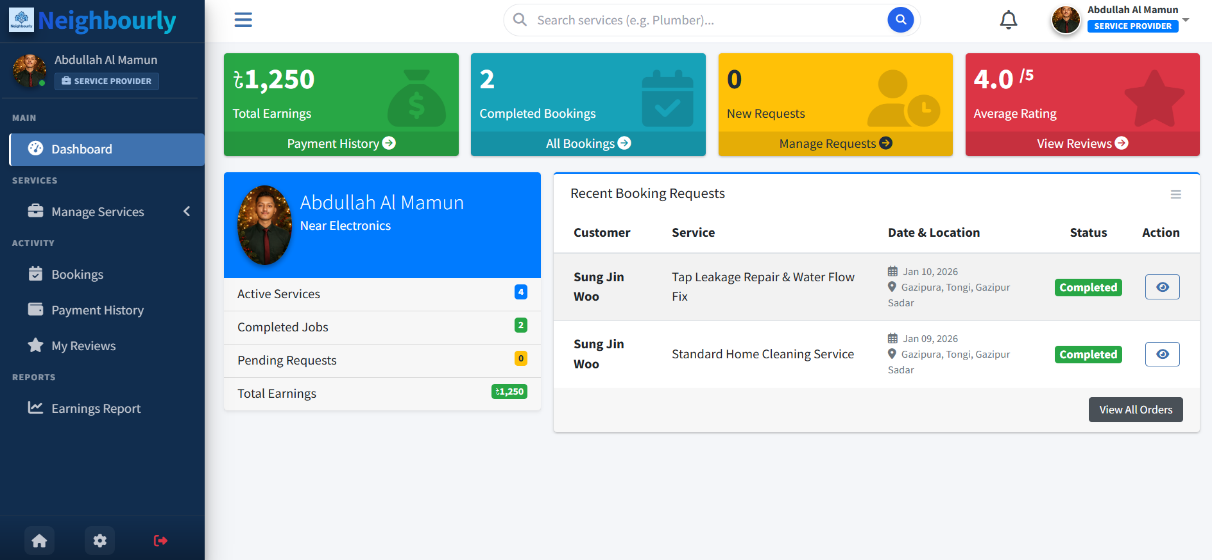 Neighbourly
Abdullah Al Mamun
SERVICE PROVIDER
MAIN
Dashboard
SERVICES
Manage Services
ACTIVITY
Bookings
Payment History
My Reviews
REPORTS
Earnings Report
Search services (e.g. Plumber)...
Abdullah Al Mamun
SERVICE PROVIDER
৳1,250
Total Earnings
Payment History
2
Completed Bookings
All Bookings
0
New Requests
Manage Requests
4.0 /5
Average Rating
View Reviews
Abdullah Al Mamun
Near Electronics
Active Services 4
Completed Jobs 2
Pending Requests 0
Total Earnings ৳1,250
Recent Booking Requests
Customer Service Date & Location Status Action
Sung Jin
Woo
Tap Leakage Repair & Water Flow
Fix
Jan 10, 2026
Gazipura, Tongi, Gazipur
Sadar
Completed
Sung Jin
Woo
Standard Home Cleaning Service
Jan 09, 2026
Gazipura, Tongi, Gazipur
Sadar
Completed
View All Orders